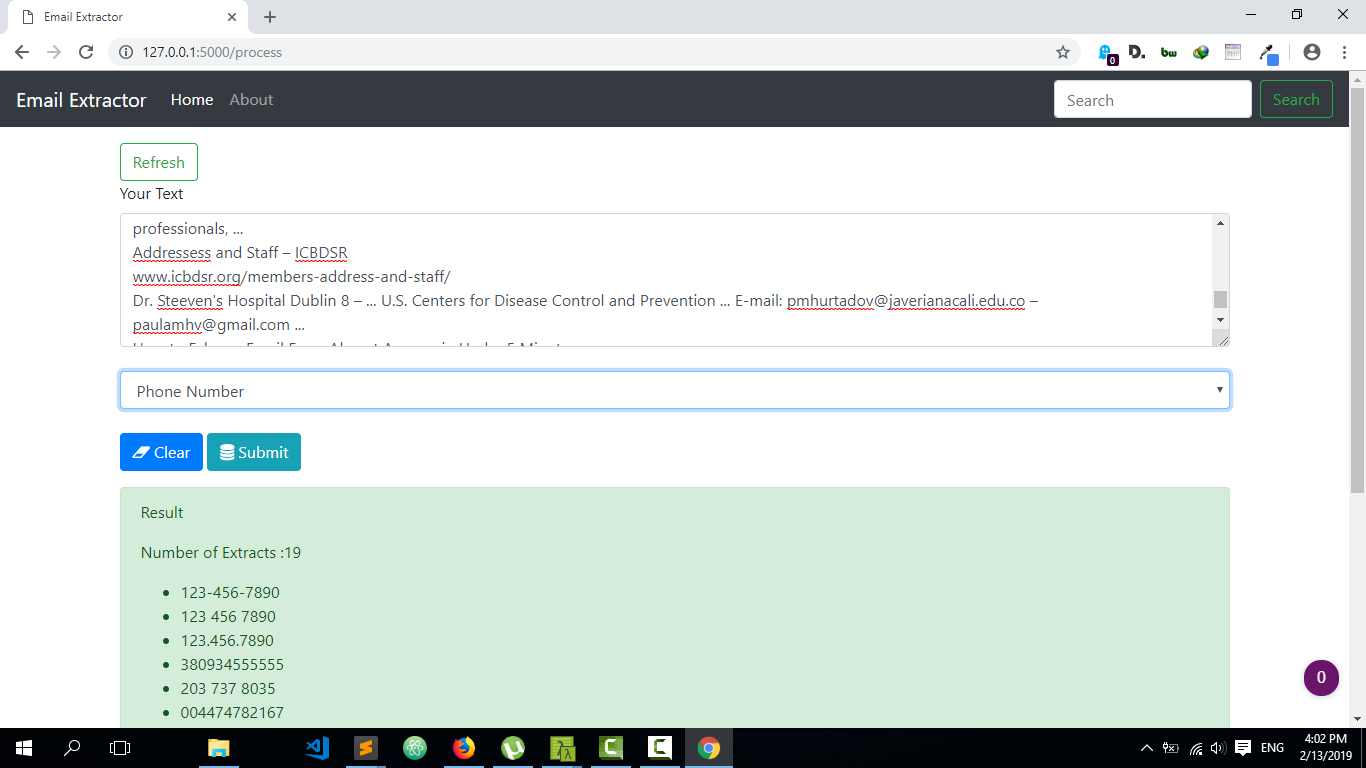 Email Extractor
127.0.0.1:5000/process
0
D.
bw
PHP
Email Extractor Home About Search Search
Refresh
Your Text
professionals, ...
Addressess and Staff – ICBDSR
www.icbdsr.org/members-address-and-staff/
Dr. Steeven's Hospital Dublin 8 – ... U.S. Centers for Disease Control and Prevention ... E-mail: pmhurtadov@javerianacali.edu.co –
paulamhv@gmail.com ...
Phone Number
Clear Submit
Result
Number of Extracts :19
• 123-456-7890
• 123 456 7890
• 123.456.7890
• 380934555555
• 203 737 8035
• 004474782167
0
ENG
4:02 PM
2/13/2019